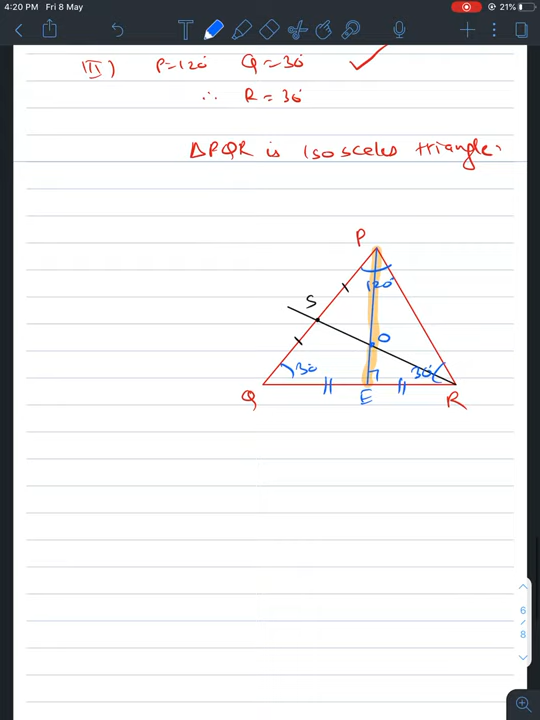 4:20 PM Fri 8 May
21%
III) P=120° Q=30°
∴ R=30°
ΔPQR is Isosceles triangle.
P
120°
S
O
30°
30°
Q
E
R
6
/
8